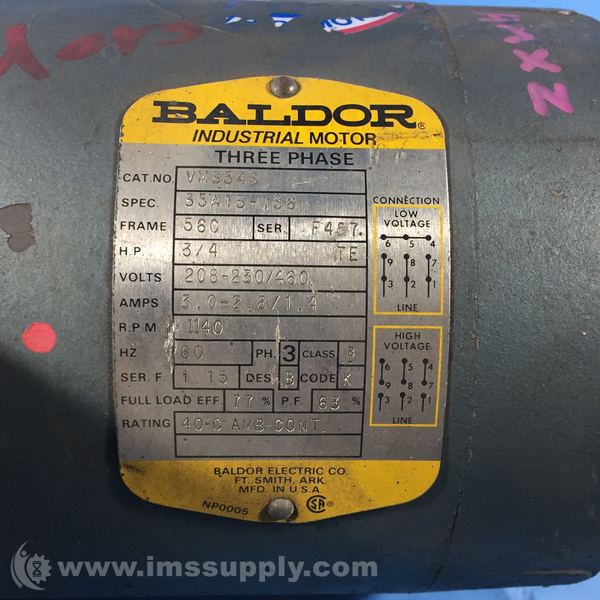 BALDOR®
INDUSTRIAL MOTOR
THREE PHASE
CAT.NO VM3343
SPEC. 35A13-736
FRAME 56C SER. F487.
H.P. 3/4 TE
VOLTS 208-230/460
AMPS 3.0-2.8/1.4
R.P.M. 1140
HZ 60 PH. 3 CLASS B
SER. F. 1.15 DES. B CODE K
FULL LOAD EFF. 77 % P.F. 63 %
RATING 40-C AMB-CONT.
CONNECTION
LOW
VOLTAGE
6 5 4
9 8 7
3 2 1
LINE
HIGH
VOLTAGE
6 5 4
9 8 7
3 2 1
LINE
BALDOR ELECTRIC CO.
FT. SMITH, ARK.
MFD. IN U.S.A.
NP0005
SA
IMS
www.imssupply.com